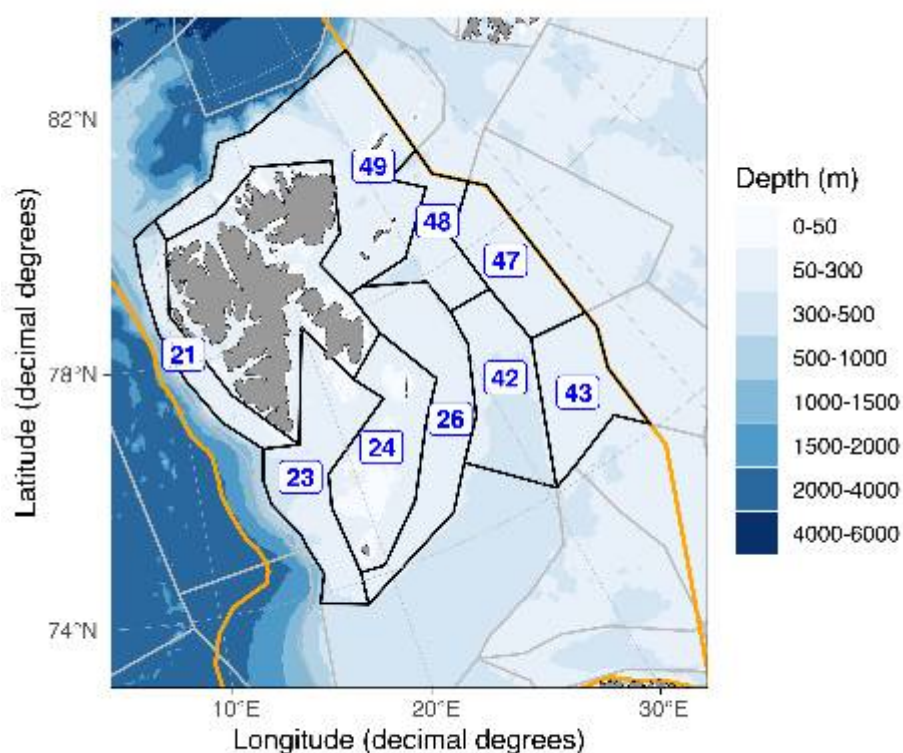 82°N
78°N
74°N
Latitude (decimal degrees)
49
48
47
21
42
43
26
24
23
10°E
20°E
30°E
Longitude (decimal degrees)
Depth (m)
0-50
50-300
300-500
500-1000
1000-1500
1500-2000
2000-4000
4000-6000